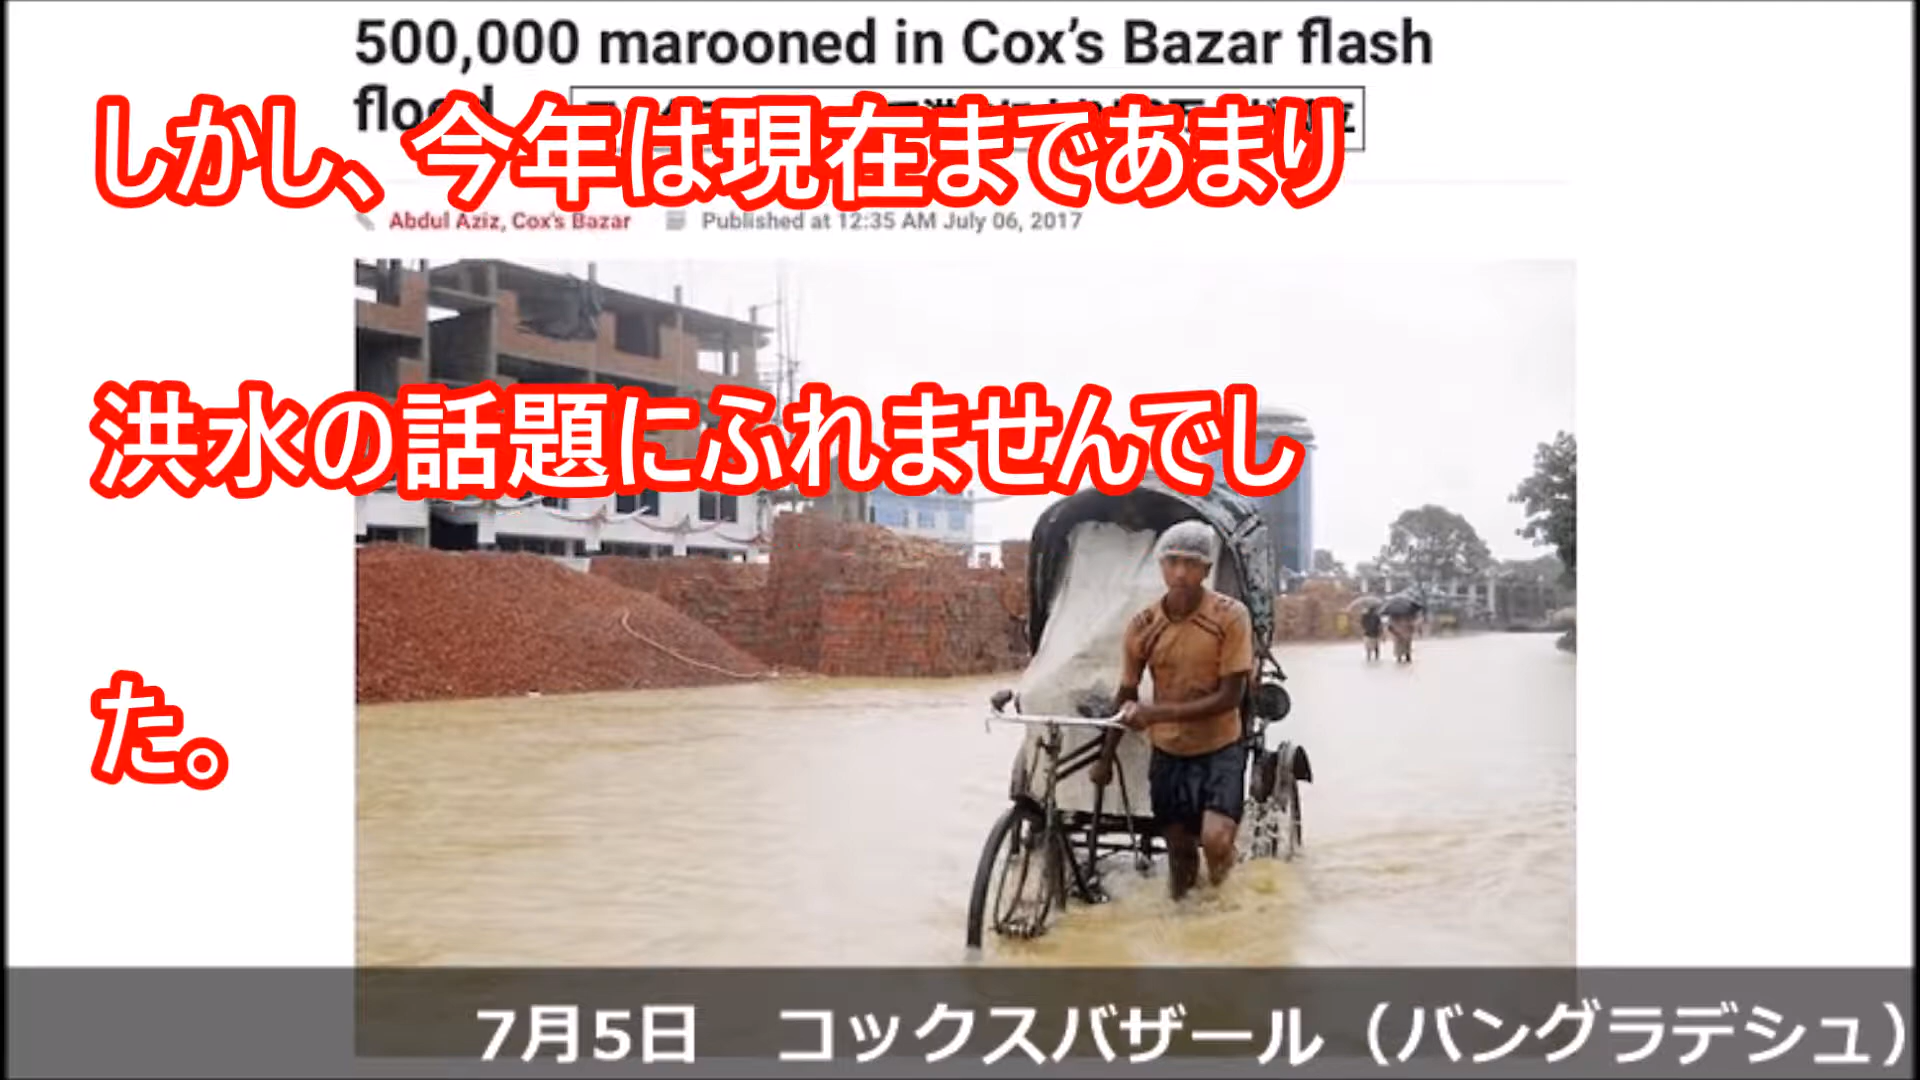 500,000 marooned in Cox's Bazar flash
flood
しかし、今年は現在まであまり
Abdul Aziz, Cox's Bazar Published at 12:35 AM July 06, 2017
洪水の話題にふれませんでし
た。
7月5日　コックスバザール（バングラデシュ）